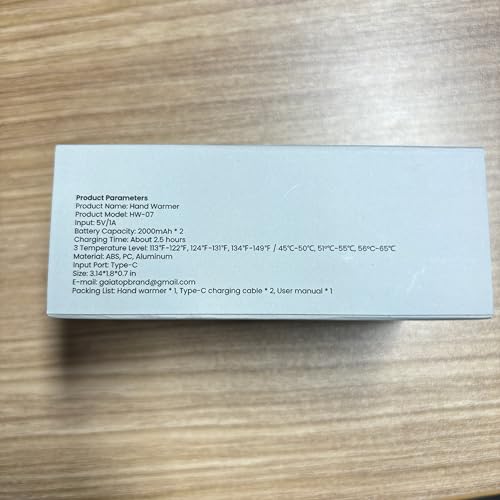 Product Parameters
Product Name: Hand Warmer
Product Model: HW-07
Input: 5V/1A
Battery Capacity: 2000mAh * 2
Charging Time: About 2.5 hours
3 Temperature Level: 113°F-122°F, 124°F-131°F, 134°F-149°F / 45°C-50°C, 51°C-55°C, 56°C-65°C
Material: ABS, PC, Aluminum
Input Port: Type-C
Size: 3.14*1.8*0.7 in
E-mail: gaiatopbrand@gmail.com
Packing List: Hand warmer * 1, Type-C charging cable * 2, User manual * 1